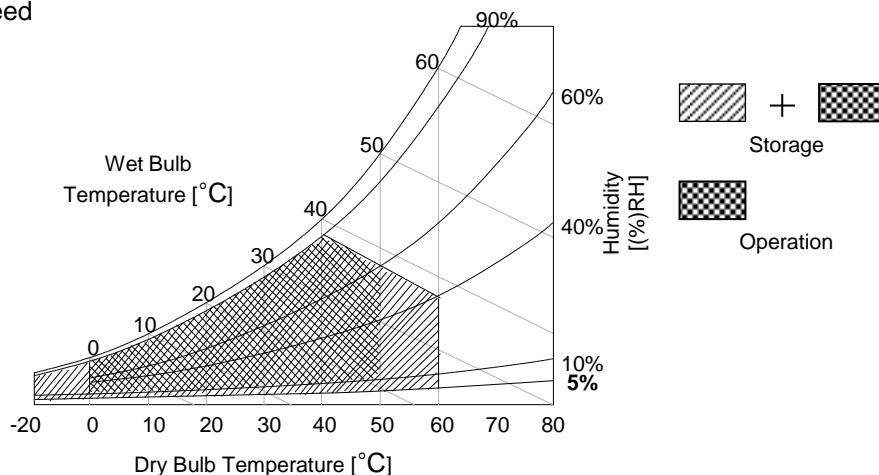 eed
90%
60
60%
+
Storage
50
Wet Bulb
Temperature [°C]
40
Humidity
[(%)RH]
40%
Operation
30
20
10
0
10%
5%
-20 0 10 20 30 40 50 60 70 80
Dry Bulb Temperature [°C]